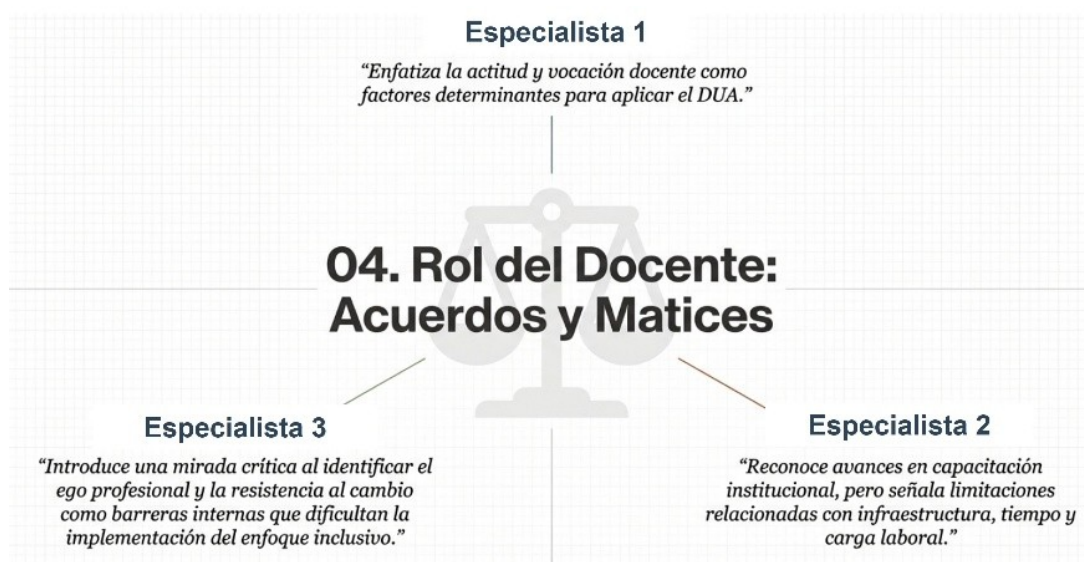 Especialista 1
“Enfatiza la actitud y vocación docente como
factores determinantes para aplicar el DUA.”
04. Rol del Docente:
Acuerdos y Matices
Especialista 3
“Introduce una mirada crítica al identificar el
ego profesional y la resistencia al cambio
como barreras internas que dificultan la
implementación del enfoque inclusivo.”
Especialista 2
“Reconoce avances en capacitación
institucional, pero señala limitaciones
relacionadas con infraestructura, tiempo y
carga laboral.”